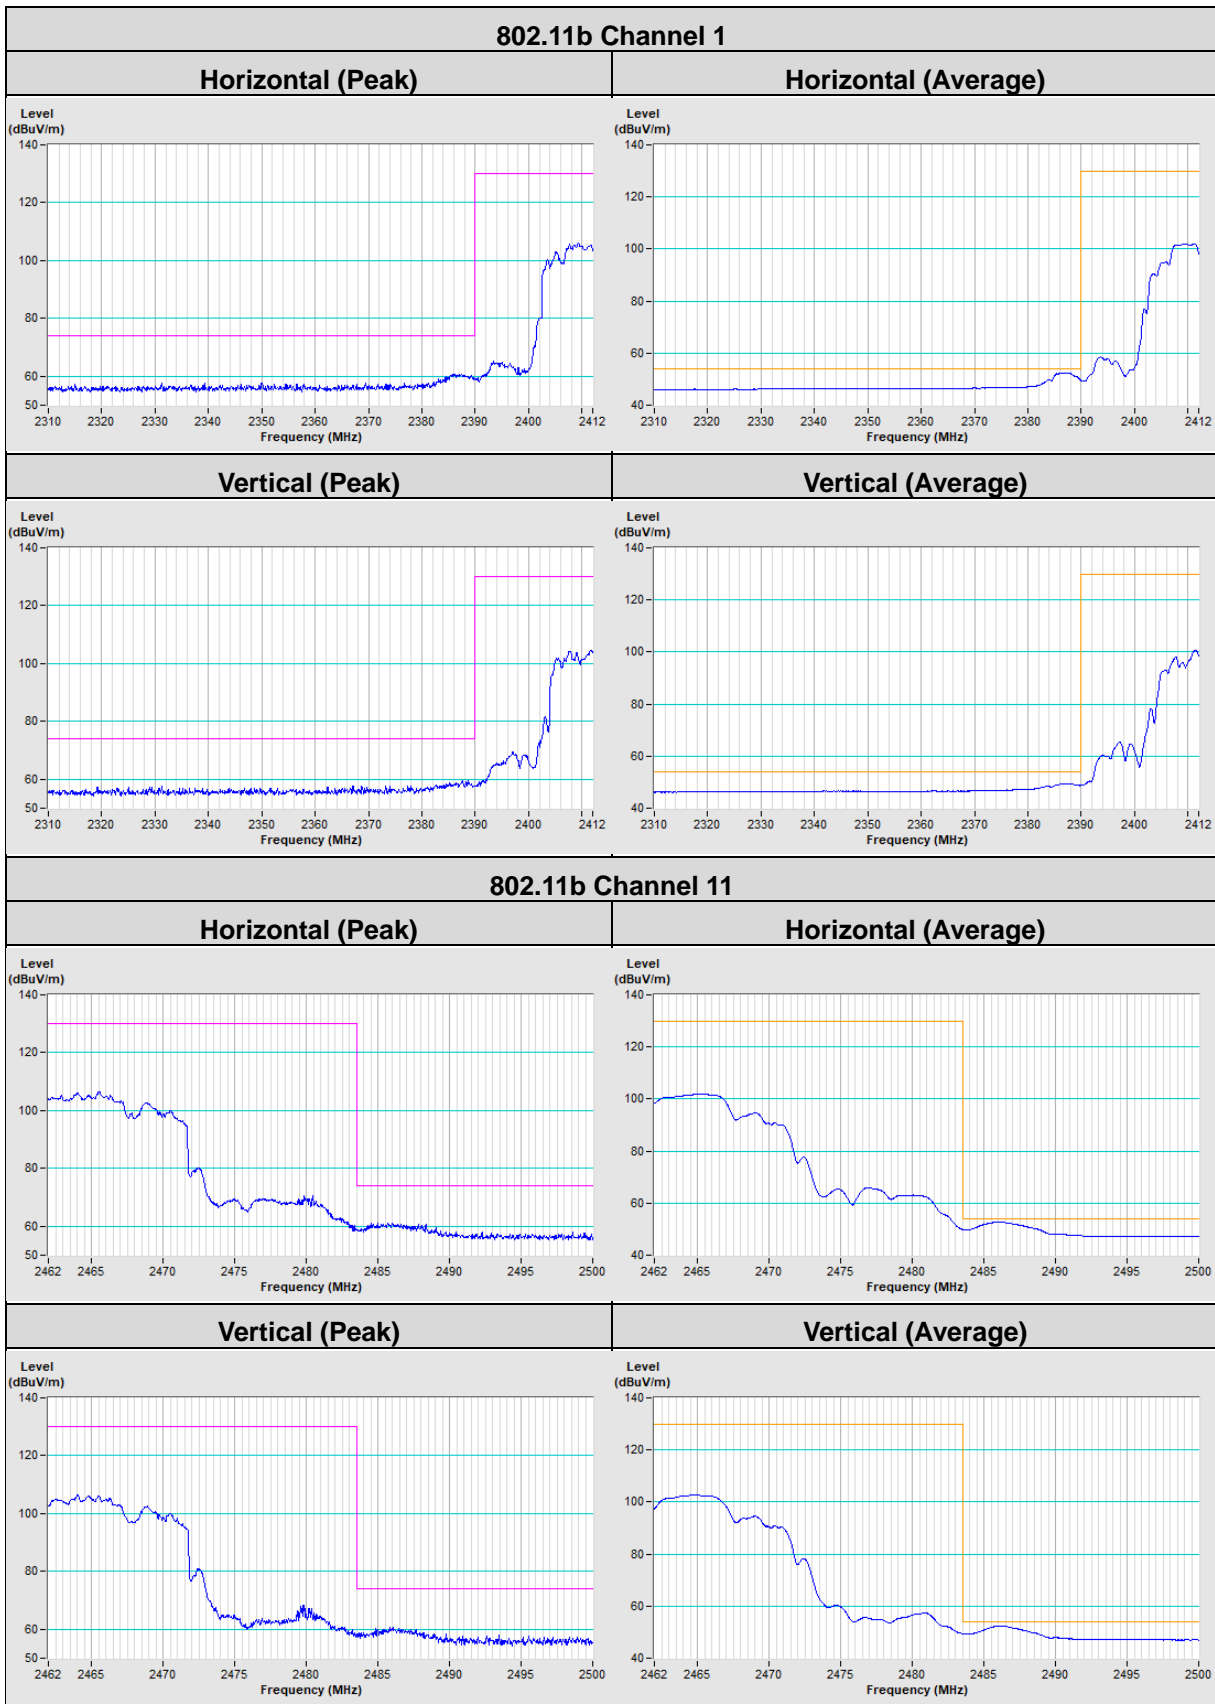 802.11b Channel 1
Horizontal (Peak)
Horizontal (Average)
Level
(dBuV/m)
140
120
100
80
60
50
2310 2320 2330 2340 2350 2360 2370 2380 2390 2400 2412
Frequency (MHz)
Level
(dBuV/m)
140
120
100
80
60
40
2310 2320 2330 2340 2350 2360 2370 2380 2390 2400 2412
Frequency (MHz)
Vertical (Peak)
Vertical (Average)
Level
(dBuV/m)
140
120
100
80
60
50
2310 2320 2330 2340 2350 2360 2370 2380 2390 2400 2412
Frequency (MHz)
Level
(dBuV/m)
140
120
100
80
60
40
2310 2320 2330 2340 2350 2360 2370 2380 2390 2400 2412
Frequency (MHz)
802.11b Channel 11
Horizontal (Peak)
Horizontal (Average)
Level
(dBuV/m)
140
120
100
80
60
50
2462 2465 2470 2475 2480 2485 2490 2495 2500
Frequency (MHz)
Level
(dBuV/m)
140
120
100
80
60
40
2462 2465 2470 2475 2480 2485 2490 2495 2500
Frequency (MHz)
Vertical (Peak)
Vertical (Average)
Level
(dBuV/m)
140
120
100
80
60
50
2462 2465 2470 2475 2480 2485 2490 2495 2500
Frequency (MHz)
Level
(dBuV/m)
140
120
100
80
60
40
2462 2465 2470 2475 2480 2485 2490 2495 2500
Frequency (MHz)